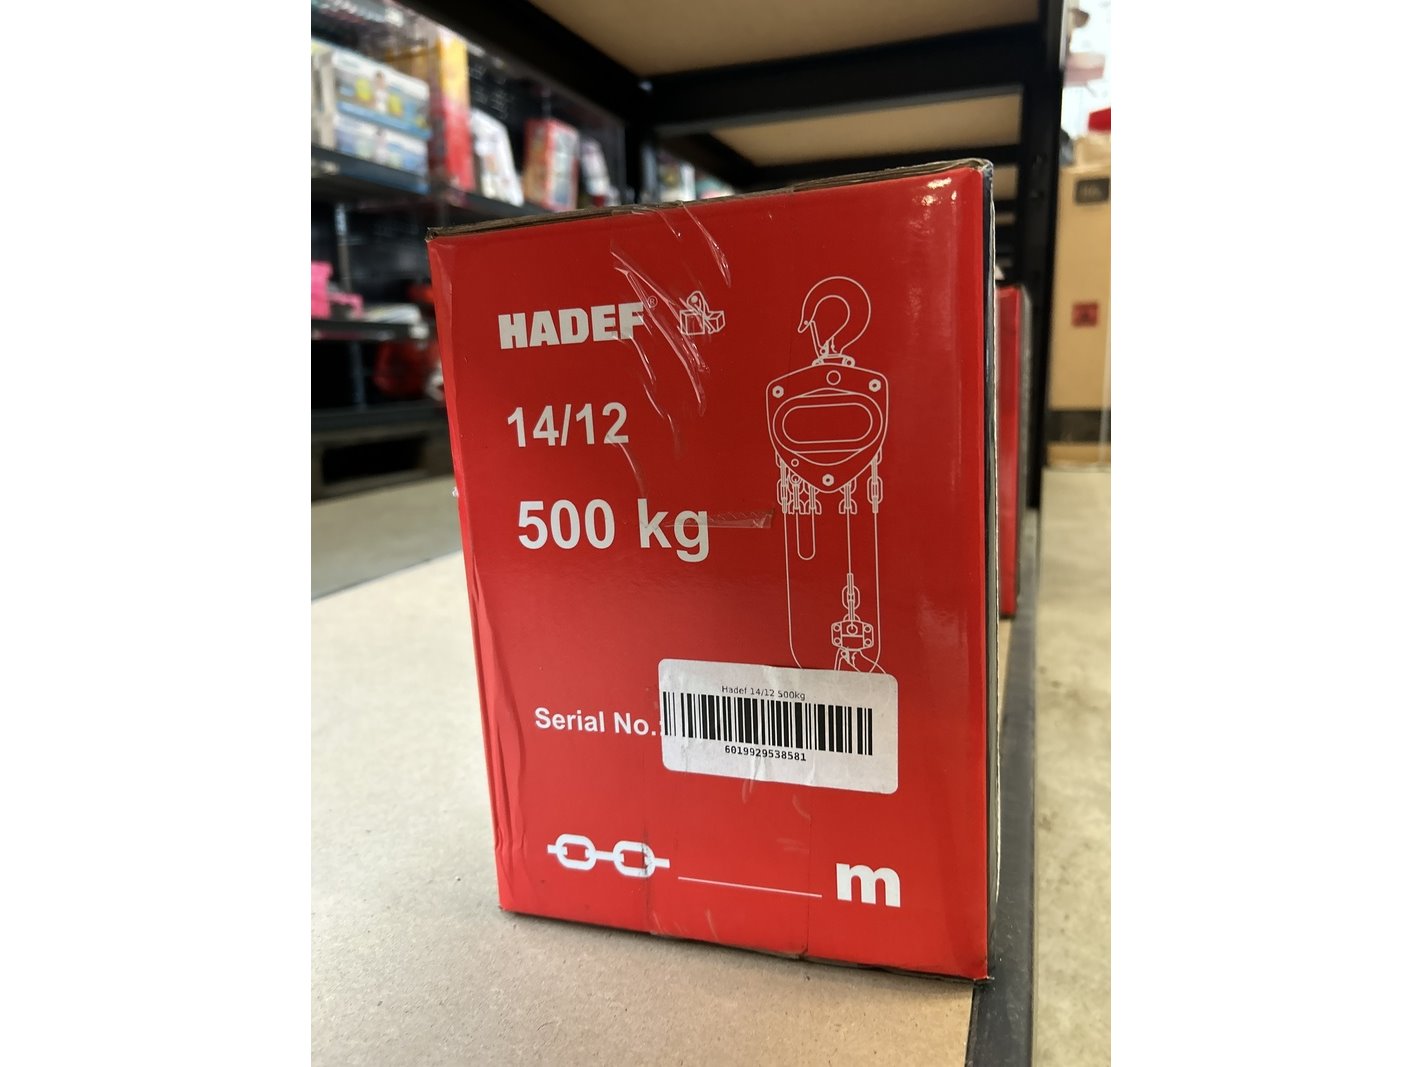 HADEF®
14/12
500 kg
Hadef 14/12 500kg
Serial No.:
6019929538581
m